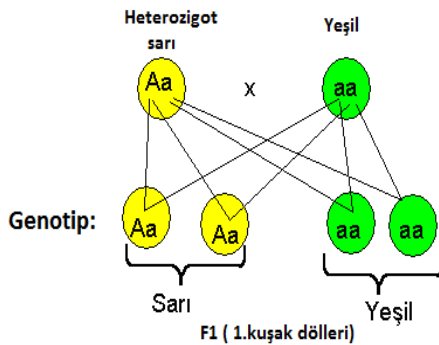 Heterozigot
sarı
Yeşil
Aa
x
aa
Genotip:
Aa
Aa
aa
aa
Sarı
Yeşil
F1 ( 1.kuşak dölleri)